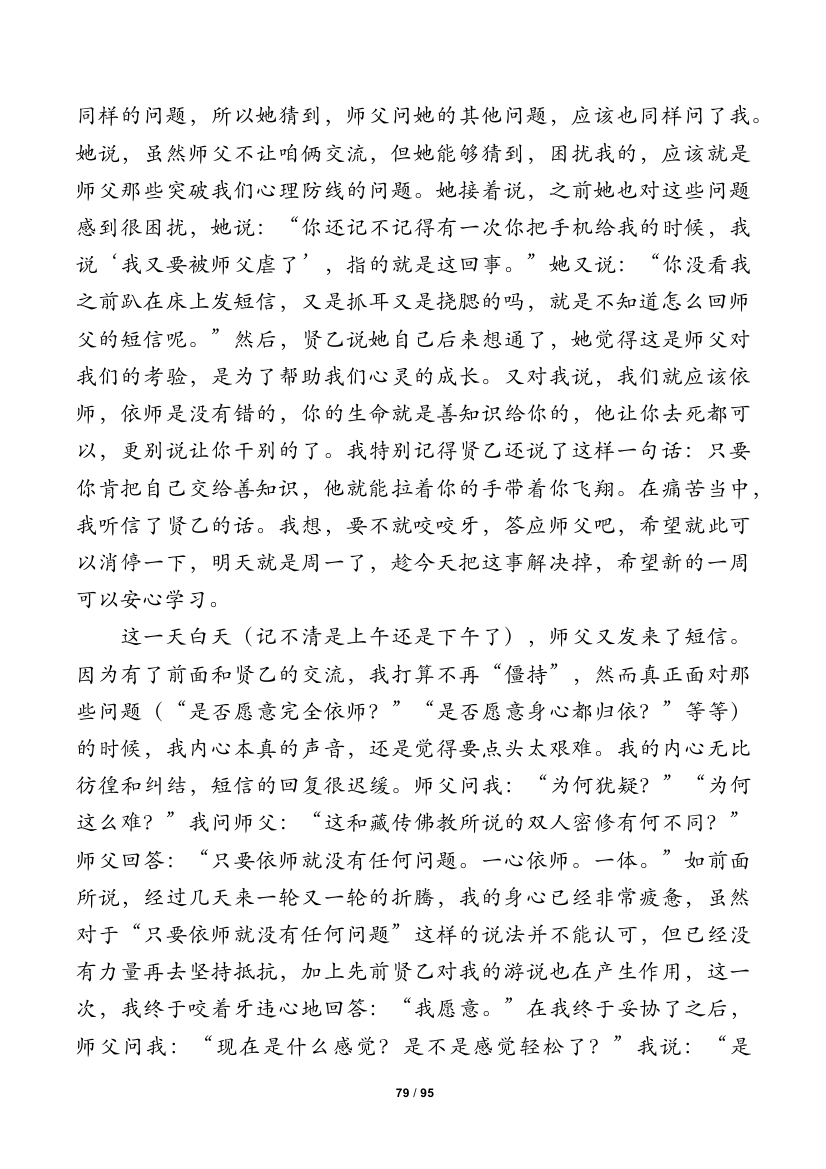 同样的问题，所以她猜到，师父问她的其他问题，应该也同样问了我。
她说，虽然师父不让咱俩交流，但她能够猜到，困扰我的，应该就是
师父那些突破我们心理防线的问题。她接着说，之前她也对这些问题
感到很困扰，她说：“你还记不记得有一次你把手机给我的时候，我
说‘我又要被师父虐了’，指的就是这回事。”她又说：“你没看我
之前趴在床上发短信，又是抓耳又是挠腮的吗，就是不知道怎么回师
父的短信呢。”然后，贤乙说她自己后来想通了，她觉得这是师父对
我们的考验，是为了帮助我们心灵的成长。又对我说，我们就应该依
师，依师是没有错的，你的生命就是善知识给你的，他让你去死都可
以，更别说让你干别的了。我特别记得贤乙还说了这样一句话：只要
你肯把自己交给善知识，他就能拉着你的手带着你飞翔。在痛苦当中，
我听信了贤乙的话。我想，要不就咬咬牙，答应师父吧，希望就此可
以消停一下，明天就是周一了，趁今天把这事解决掉，希望新的一周
可以安心学习。
这一天白天（记不清是上午还是下午了），师父又发来了短信。
因为有了前面和贤乙的交流，我打算不再“僵持”，然而真正面对那
些问题（“是否愿意完全依师？”“是否愿意身心都归依？”等等）
的时候，我内心本真的声音，还是觉得要点头太艰难。我的内心无比
彷徨和纠结，短信的回复很迟缓。师父问我：“为何犹疑？”“为何
这么难？”我问师父：“这和藏传佛教所说的双人密修有何不同？”
师父回答：“只要依师就没有任何问题。一心依师。一体。”如前面
所说，经过几天来一轮又一轮的折腾，我的身心已经非常疲惫，虽然
对于“只要依师就没有任何问题”这样的说法并不能认可，但已经没
有力量再去坚持抵抗，加上先前贤乙对我的游说也在产生作用，这一
次，我终于咬着牙违心地回答：“我愿意。”在我终于妥协了之后，
师父问我：“现在是什么感觉？是不是感觉轻松了？”我说：“是
79 / 95